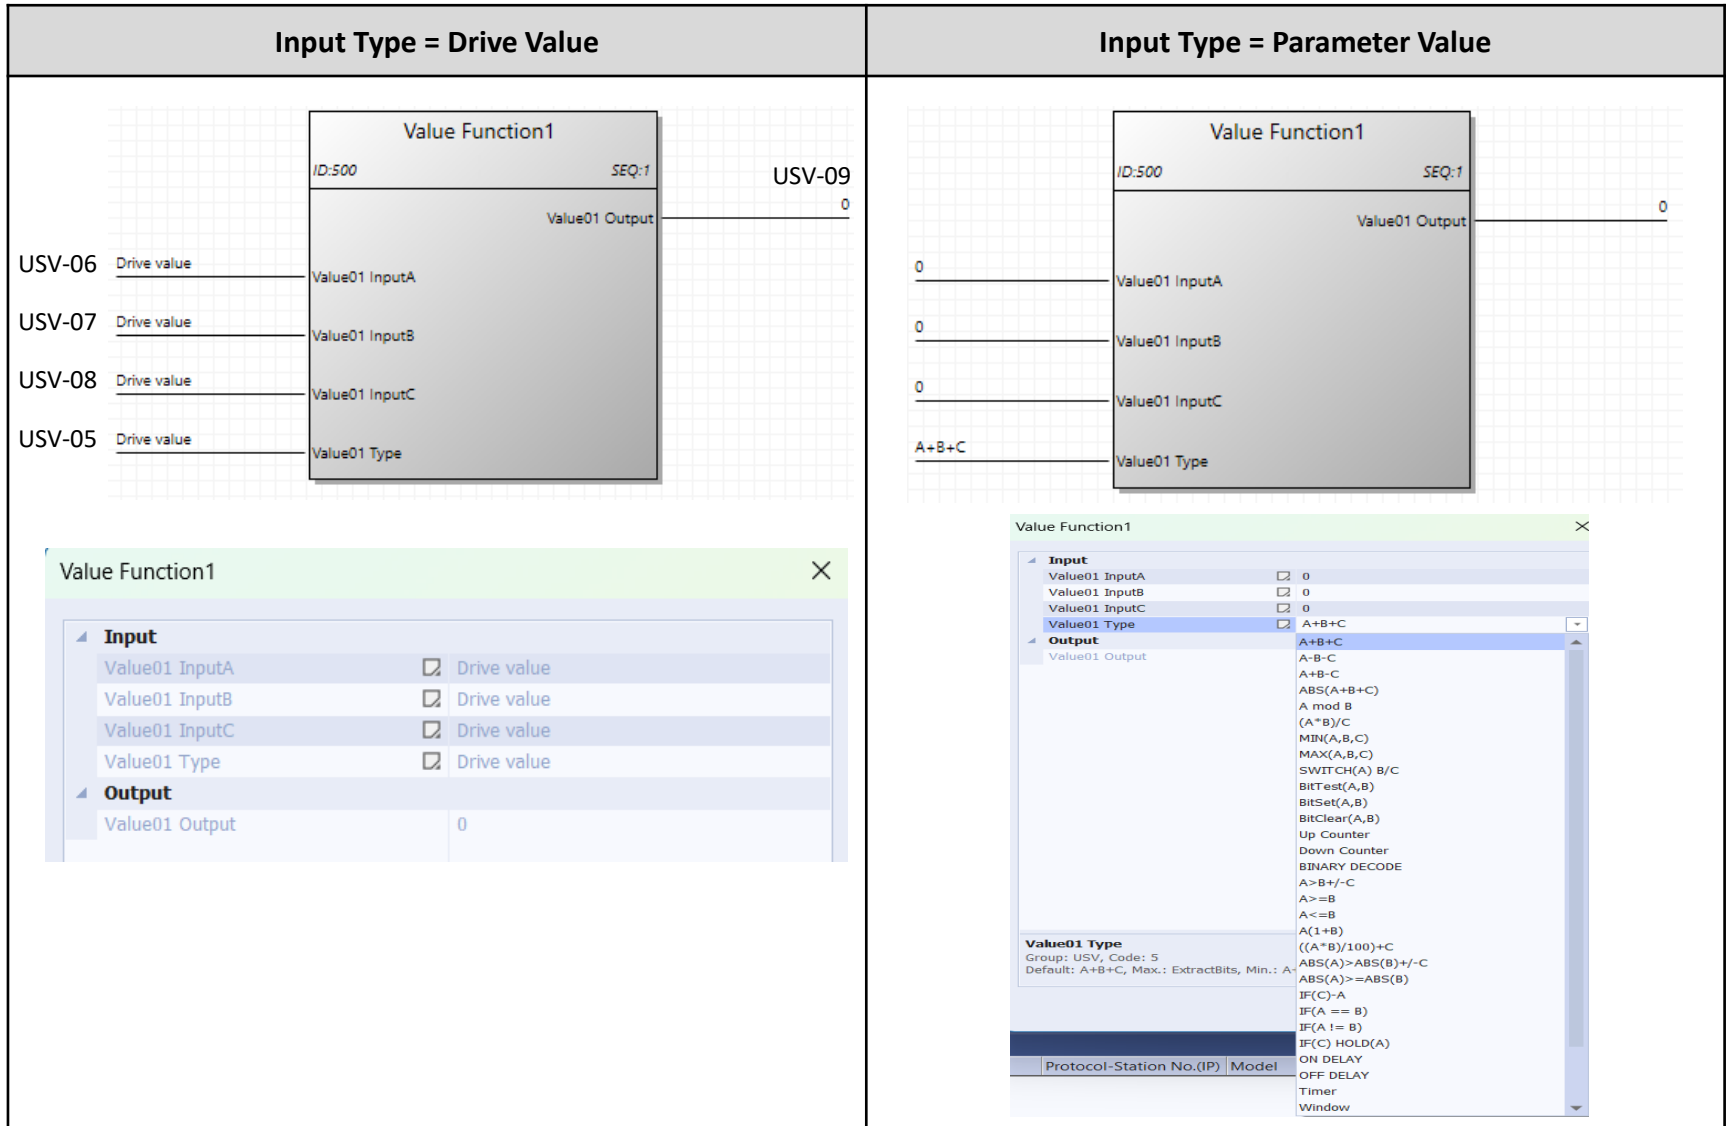 Input Type = Drive Value
Value Function1
ID:500 SEQ:1
USV-09
0
Value01 Output
USV-06 Drive value
Value01 InputA
USV-07 Drive value
Value01 InputB
USV-08 Drive value
Value01 InputC
USV-05 Drive value
Value01 Type
Value Function1
Input
Value01 InputA Drive value
Value01 InputB Drive value
Value01 InputC Drive value
Value01 Type Drive value
Output
Value01 Output 0
Input Type = Parameter Value
Value Function1
ID:500 SEQ:1
0
Value01 Output
0
Value01 InputA
0
Value01 InputB
0
Value01 InputC
A+B+C
Value01 Type
Value Function1
Input
Value01 InputA 0
Value01 InputB 0
Value01 InputC 0
Value01 Type A+B+C
Output
Value01 Output
A+B+C
A-B-C
A+B-C
ABS(A+B+C)
A mod B
(A*B)/C
MIN(A,B,C)
MAX(A,B,C)
SWITCH(A) B/C
BitTest(A,B)
BitSet(A,B)
BitClear(A,B)
Up Counter
Down Counter
BINARY DECODE
A>B+/-C
A>=B
A<=B
A(1+B)
((A*B)/100)+C
ABS(A)>ABS(B)+/-C
ABS(A)>=ABS(B)
IF(C)-A
IF(A == B)
IF(A != B)
IF(C) HOLD(A)
ON DELAY
OFF DELAY
Timer
Window
Value01 Type
Group: USV, Code: 5
Default: A+B+C, Max.: ExtractBits, Min.: A-
Protocol-Station No.(IP) Model